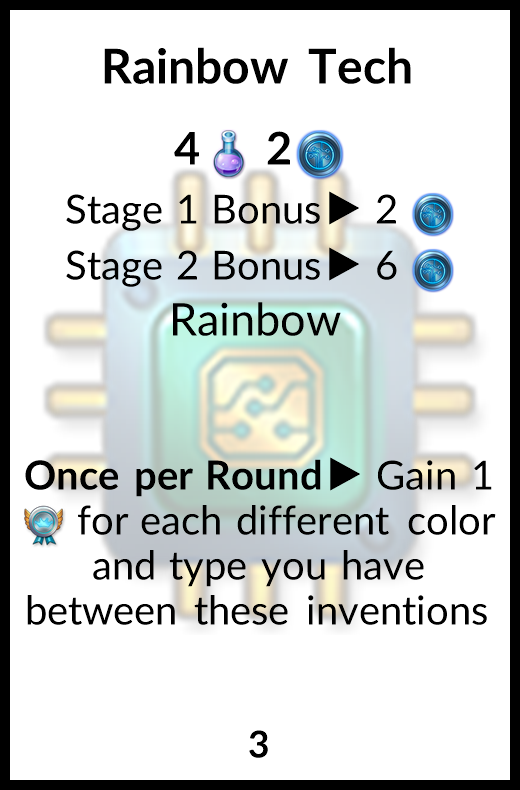 Rainbow Tech
4 2
Stage 1 Bonus▶ 2
Stage 2 Bonus▶ 6
Rainbow
Once per Round▶ Gain 1
for each different color
and type you have
between these inventions
3